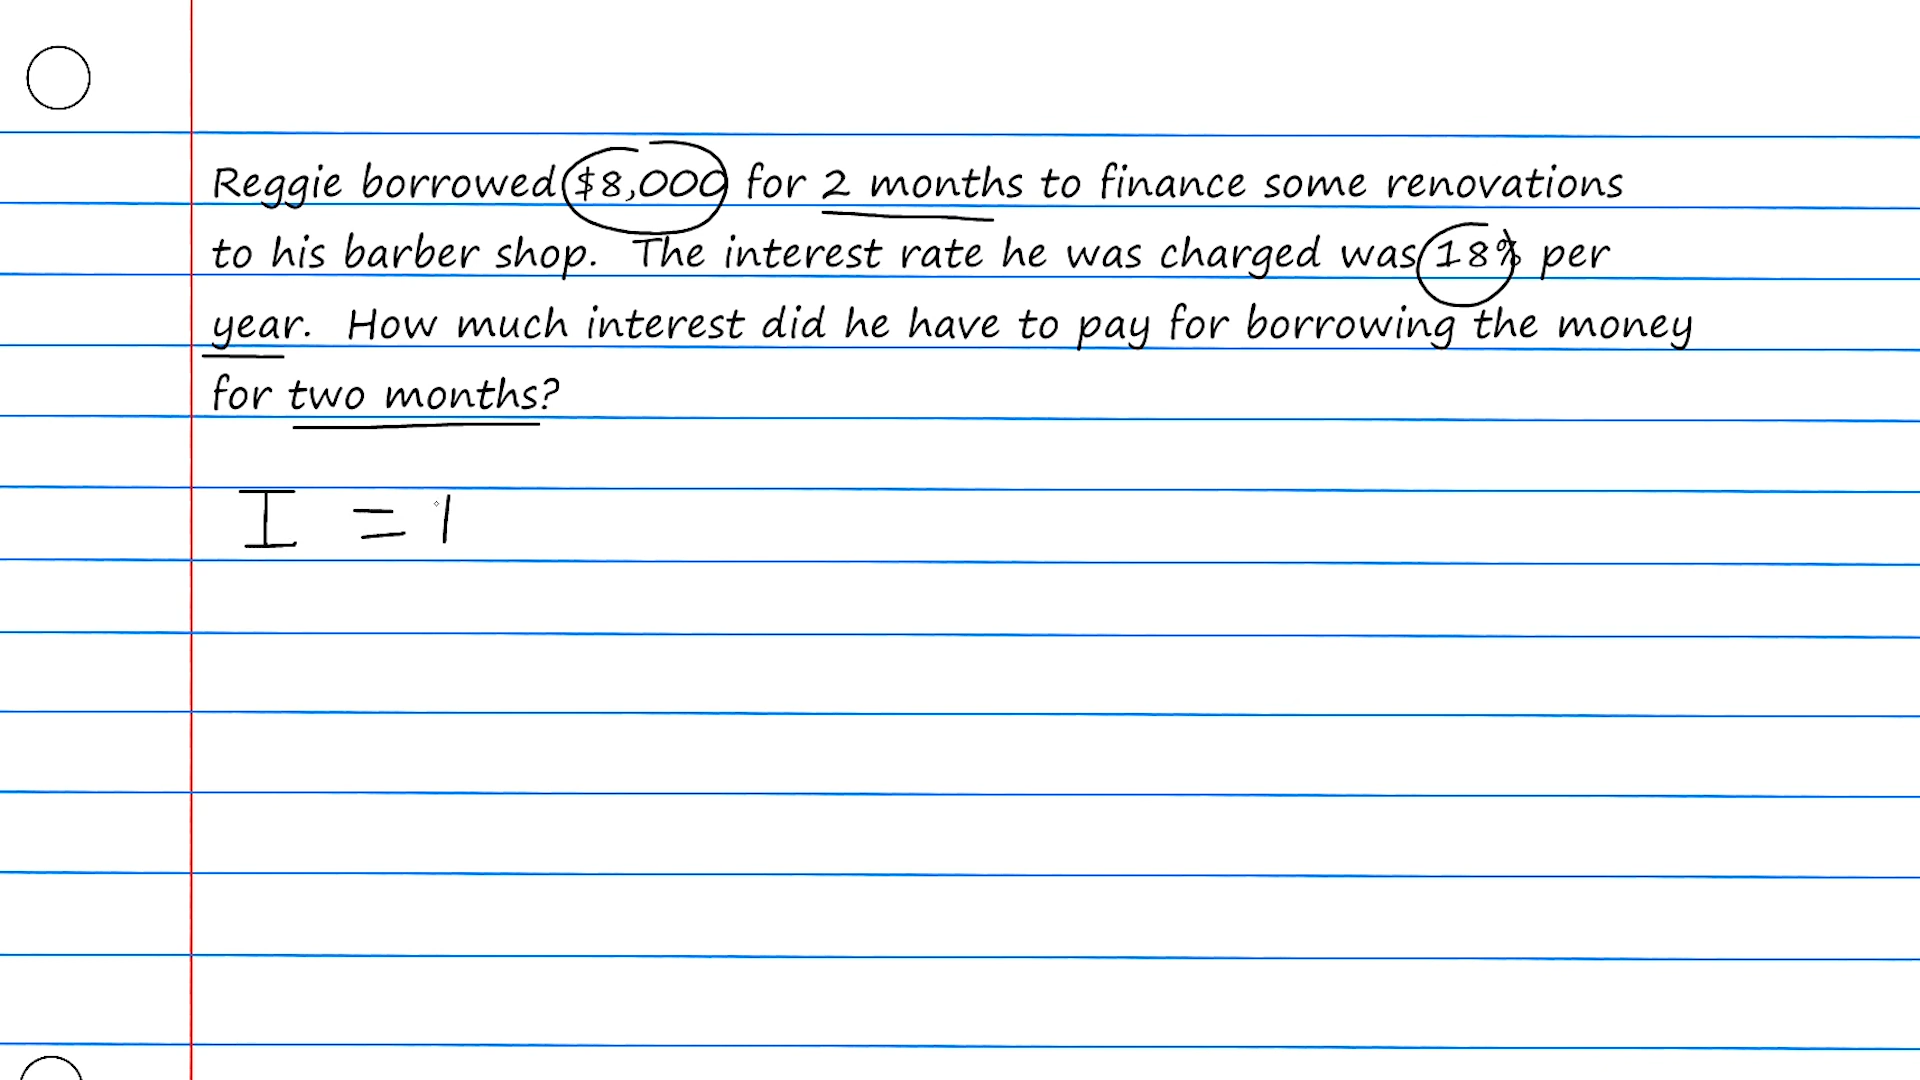 Reggie borrowed $8,000 for 2 months to finance some renovations
to his barber shop. The interest rate he was charged was 18% per
year. How much interest did he have to pay for borrowing the money
for two months?
I =